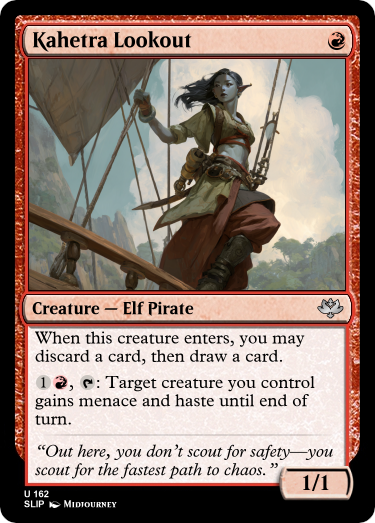 Kahetra Lookout
Creature — Elf Pirate
When this creature enters, you may
discard a card, then draw a card.
1, : Target creature you control
gains menace and haste until end of
turn.
“Out here, you don’t scout for safety—you
scout for the fastest path to chaos.”
1/1
U 162
SLIP Midjourney